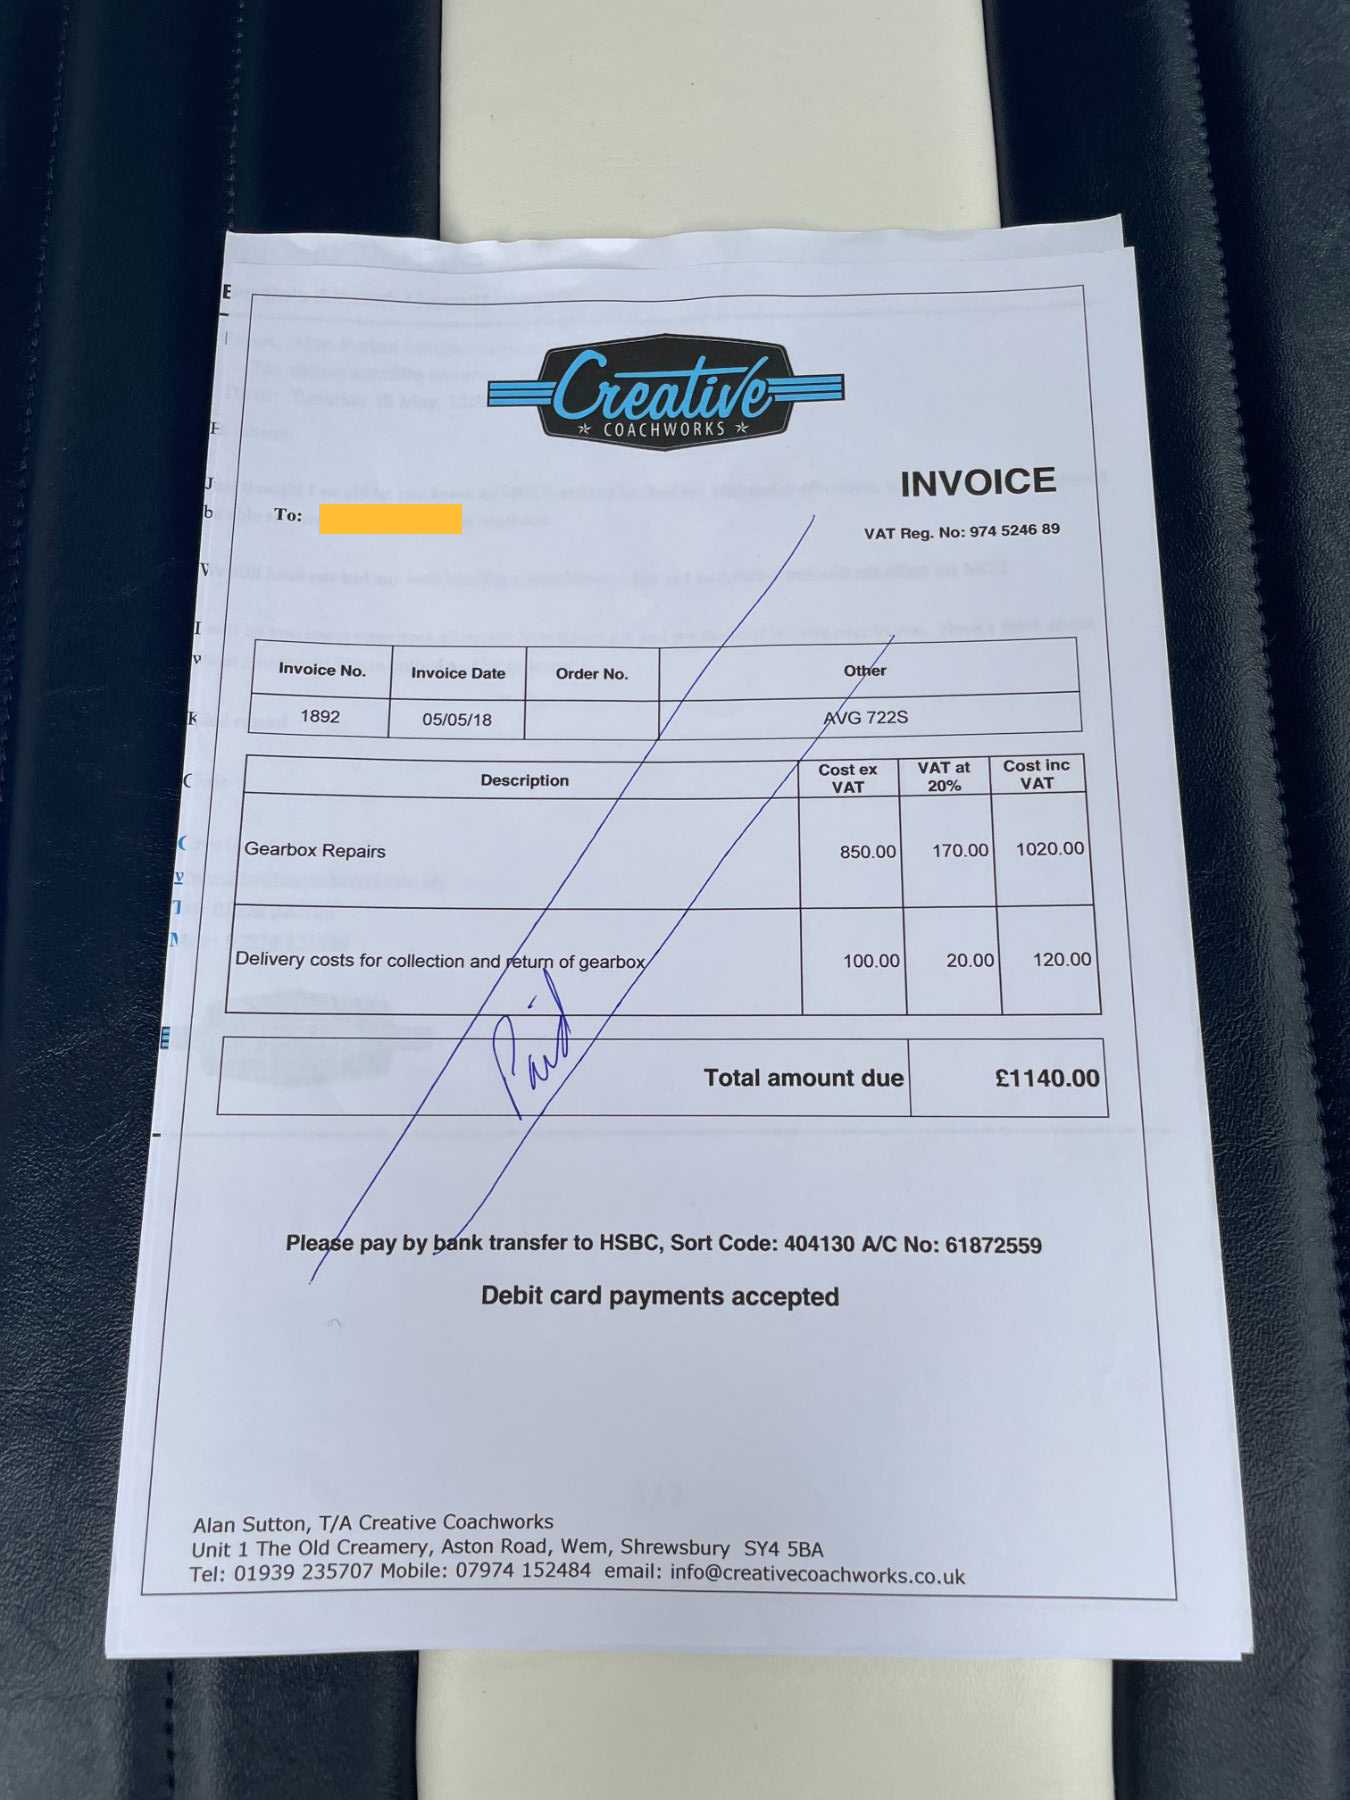 Creative
COACHWORKS
INVOICE
To:
VAT Reg. No: 974 5246 89
Invoice No. Invoice Date Order No. Other
1892 05/05/18 AVG 722S
Description Cost ex VAT VAT at 20% Cost inc VAT
Gearbox Repairs 850.00 170.00 1020.00
Delivery costs for collection and return of gearbox 100.00 20.00 120.00
Paid
Total amount due £1140.00
Please pay by bank transfer to HSBC, Sort Code: 404130 A/C No: 61872559
Debit card payments accepted
Alan Sutton, T/A Creative Coachworks
Unit 1 The Old Creamery, Aston Road, Wem, Shrewsbury SY4 5BA
Tel: 01939 235707 Mobile: 07974 152484 email: info@creativecoachworks.co.uk